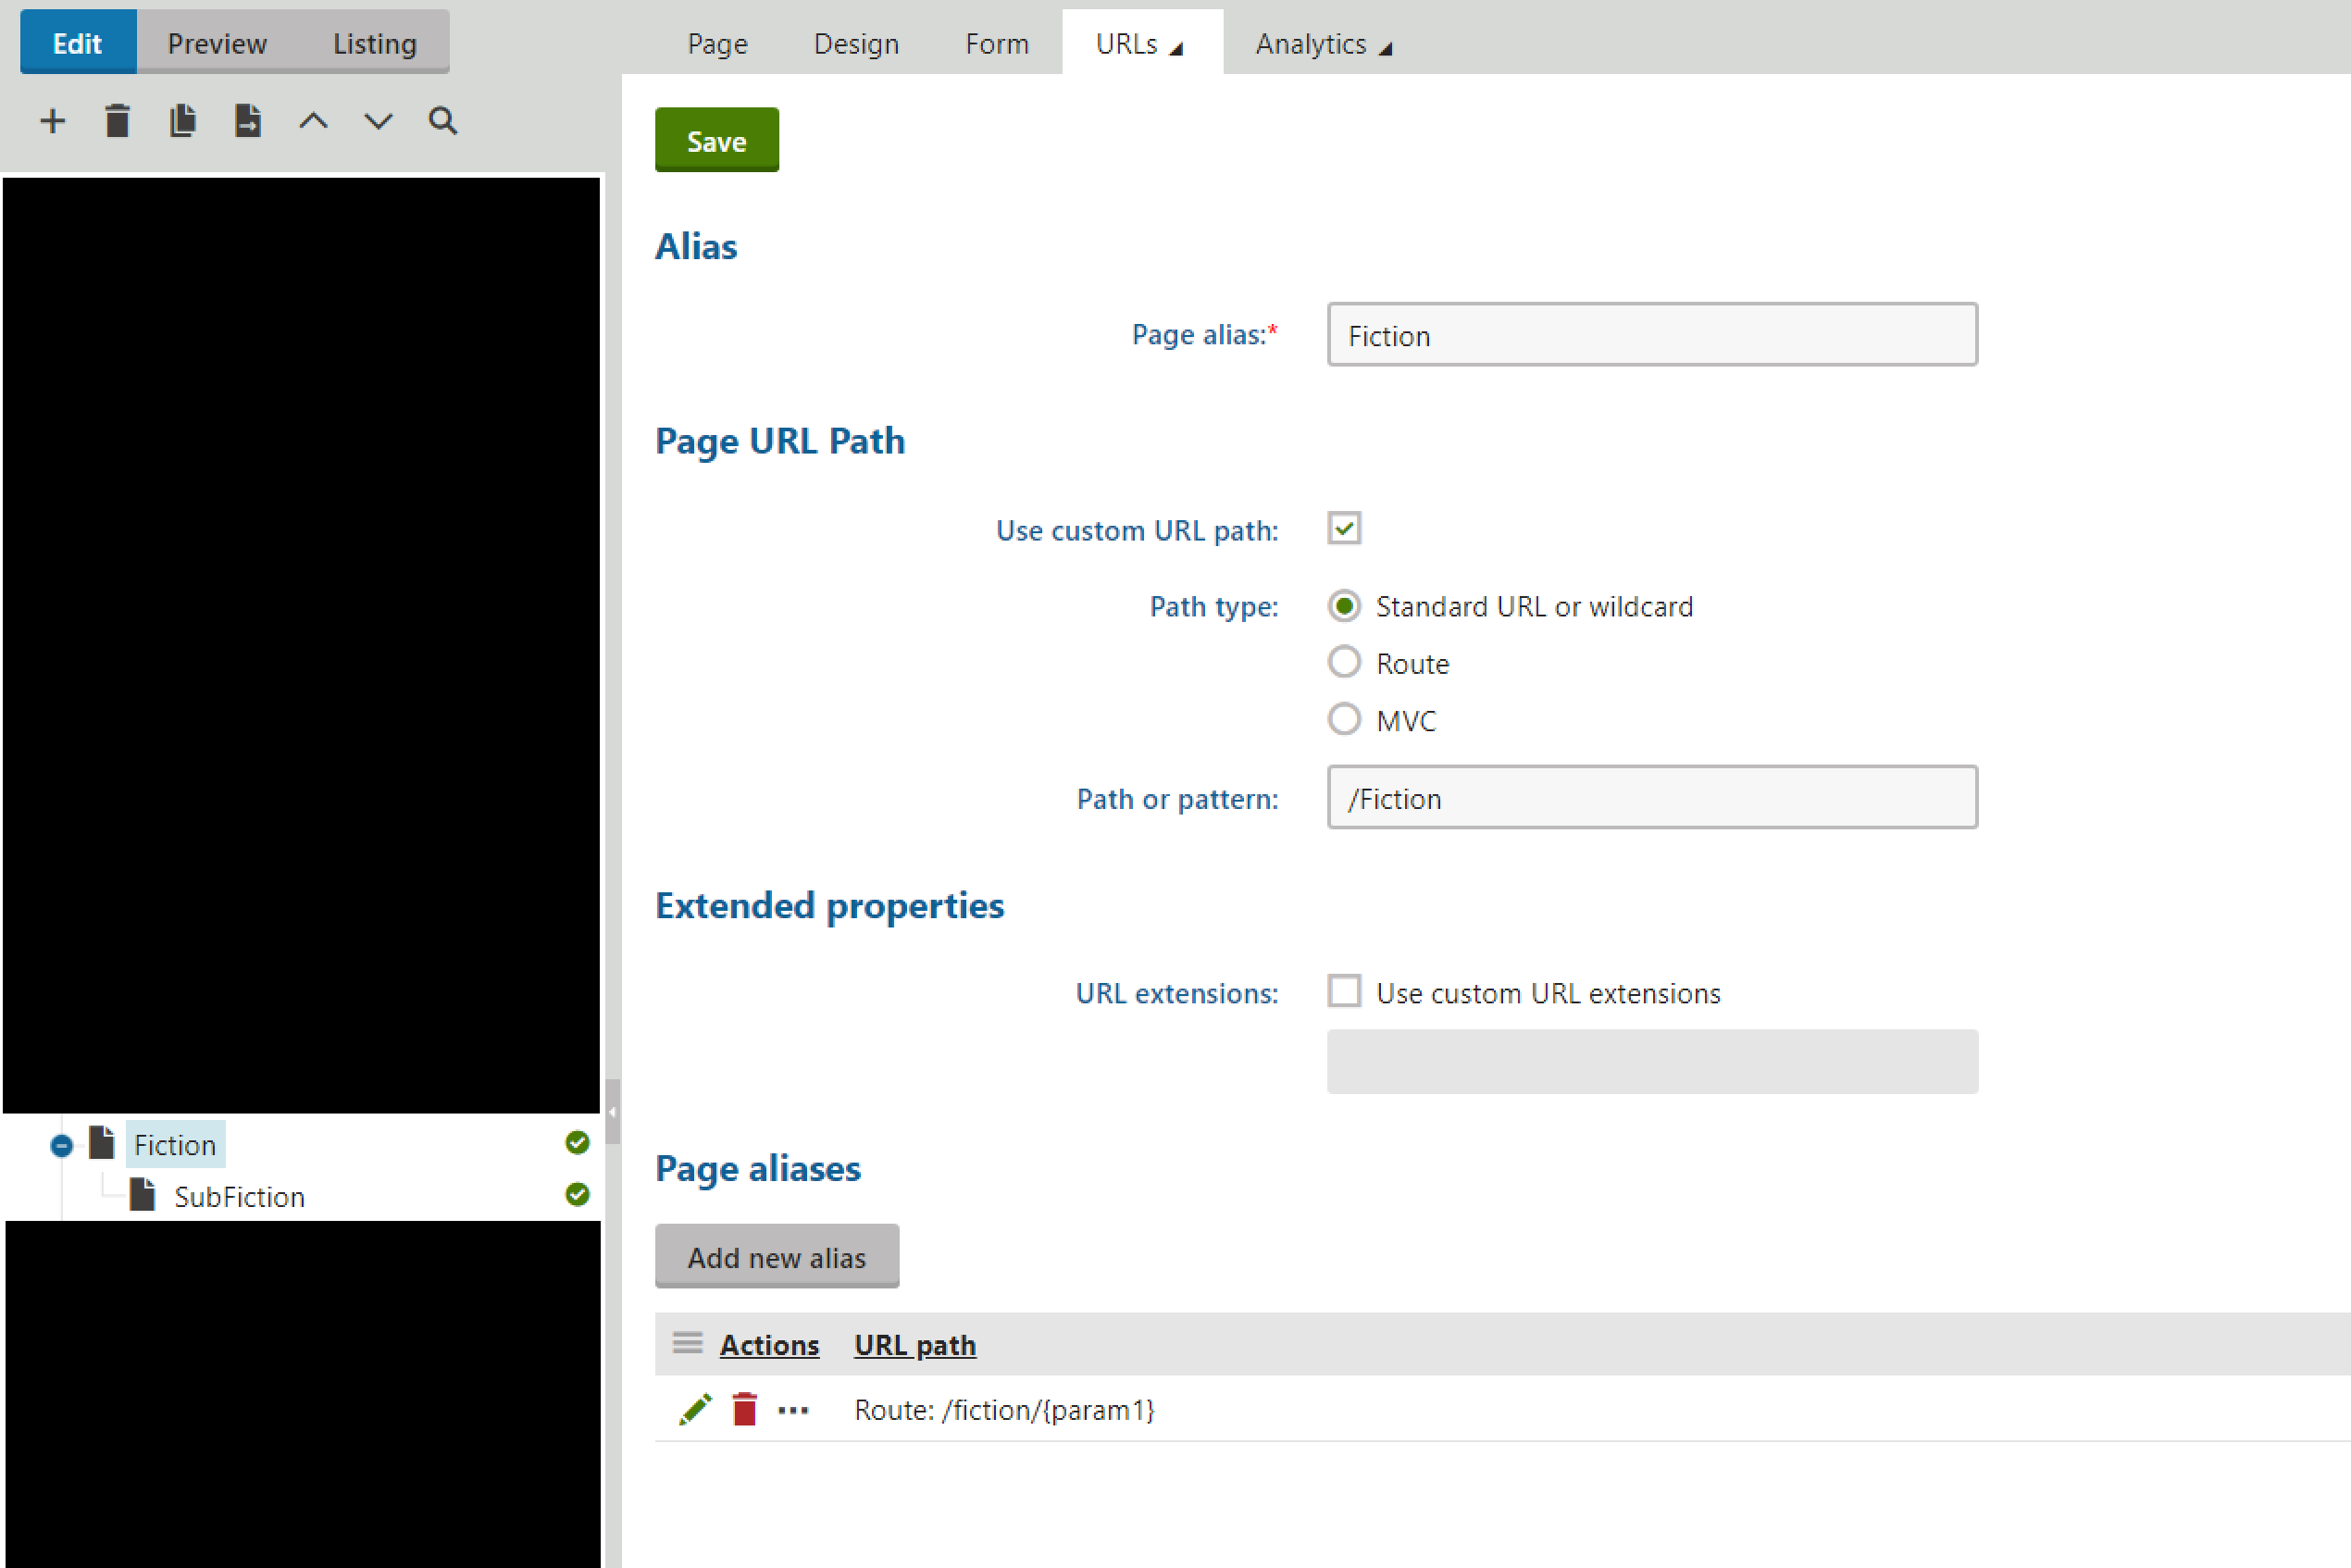 Edit Preview Listing
Page Design Form URLs Analytics
Save
Alias
Page alias:* Fiction
Page URL Path
Use custom URL path:
Path type: Standard URL or wildcard
Route
MVC
Path or pattern: /Fiction
Extended properties
URL extensions: Use custom URL extensions
Fiction
SubFiction
Page aliases
Add new alias
Actions URL path
Route: /fiction/{param1}